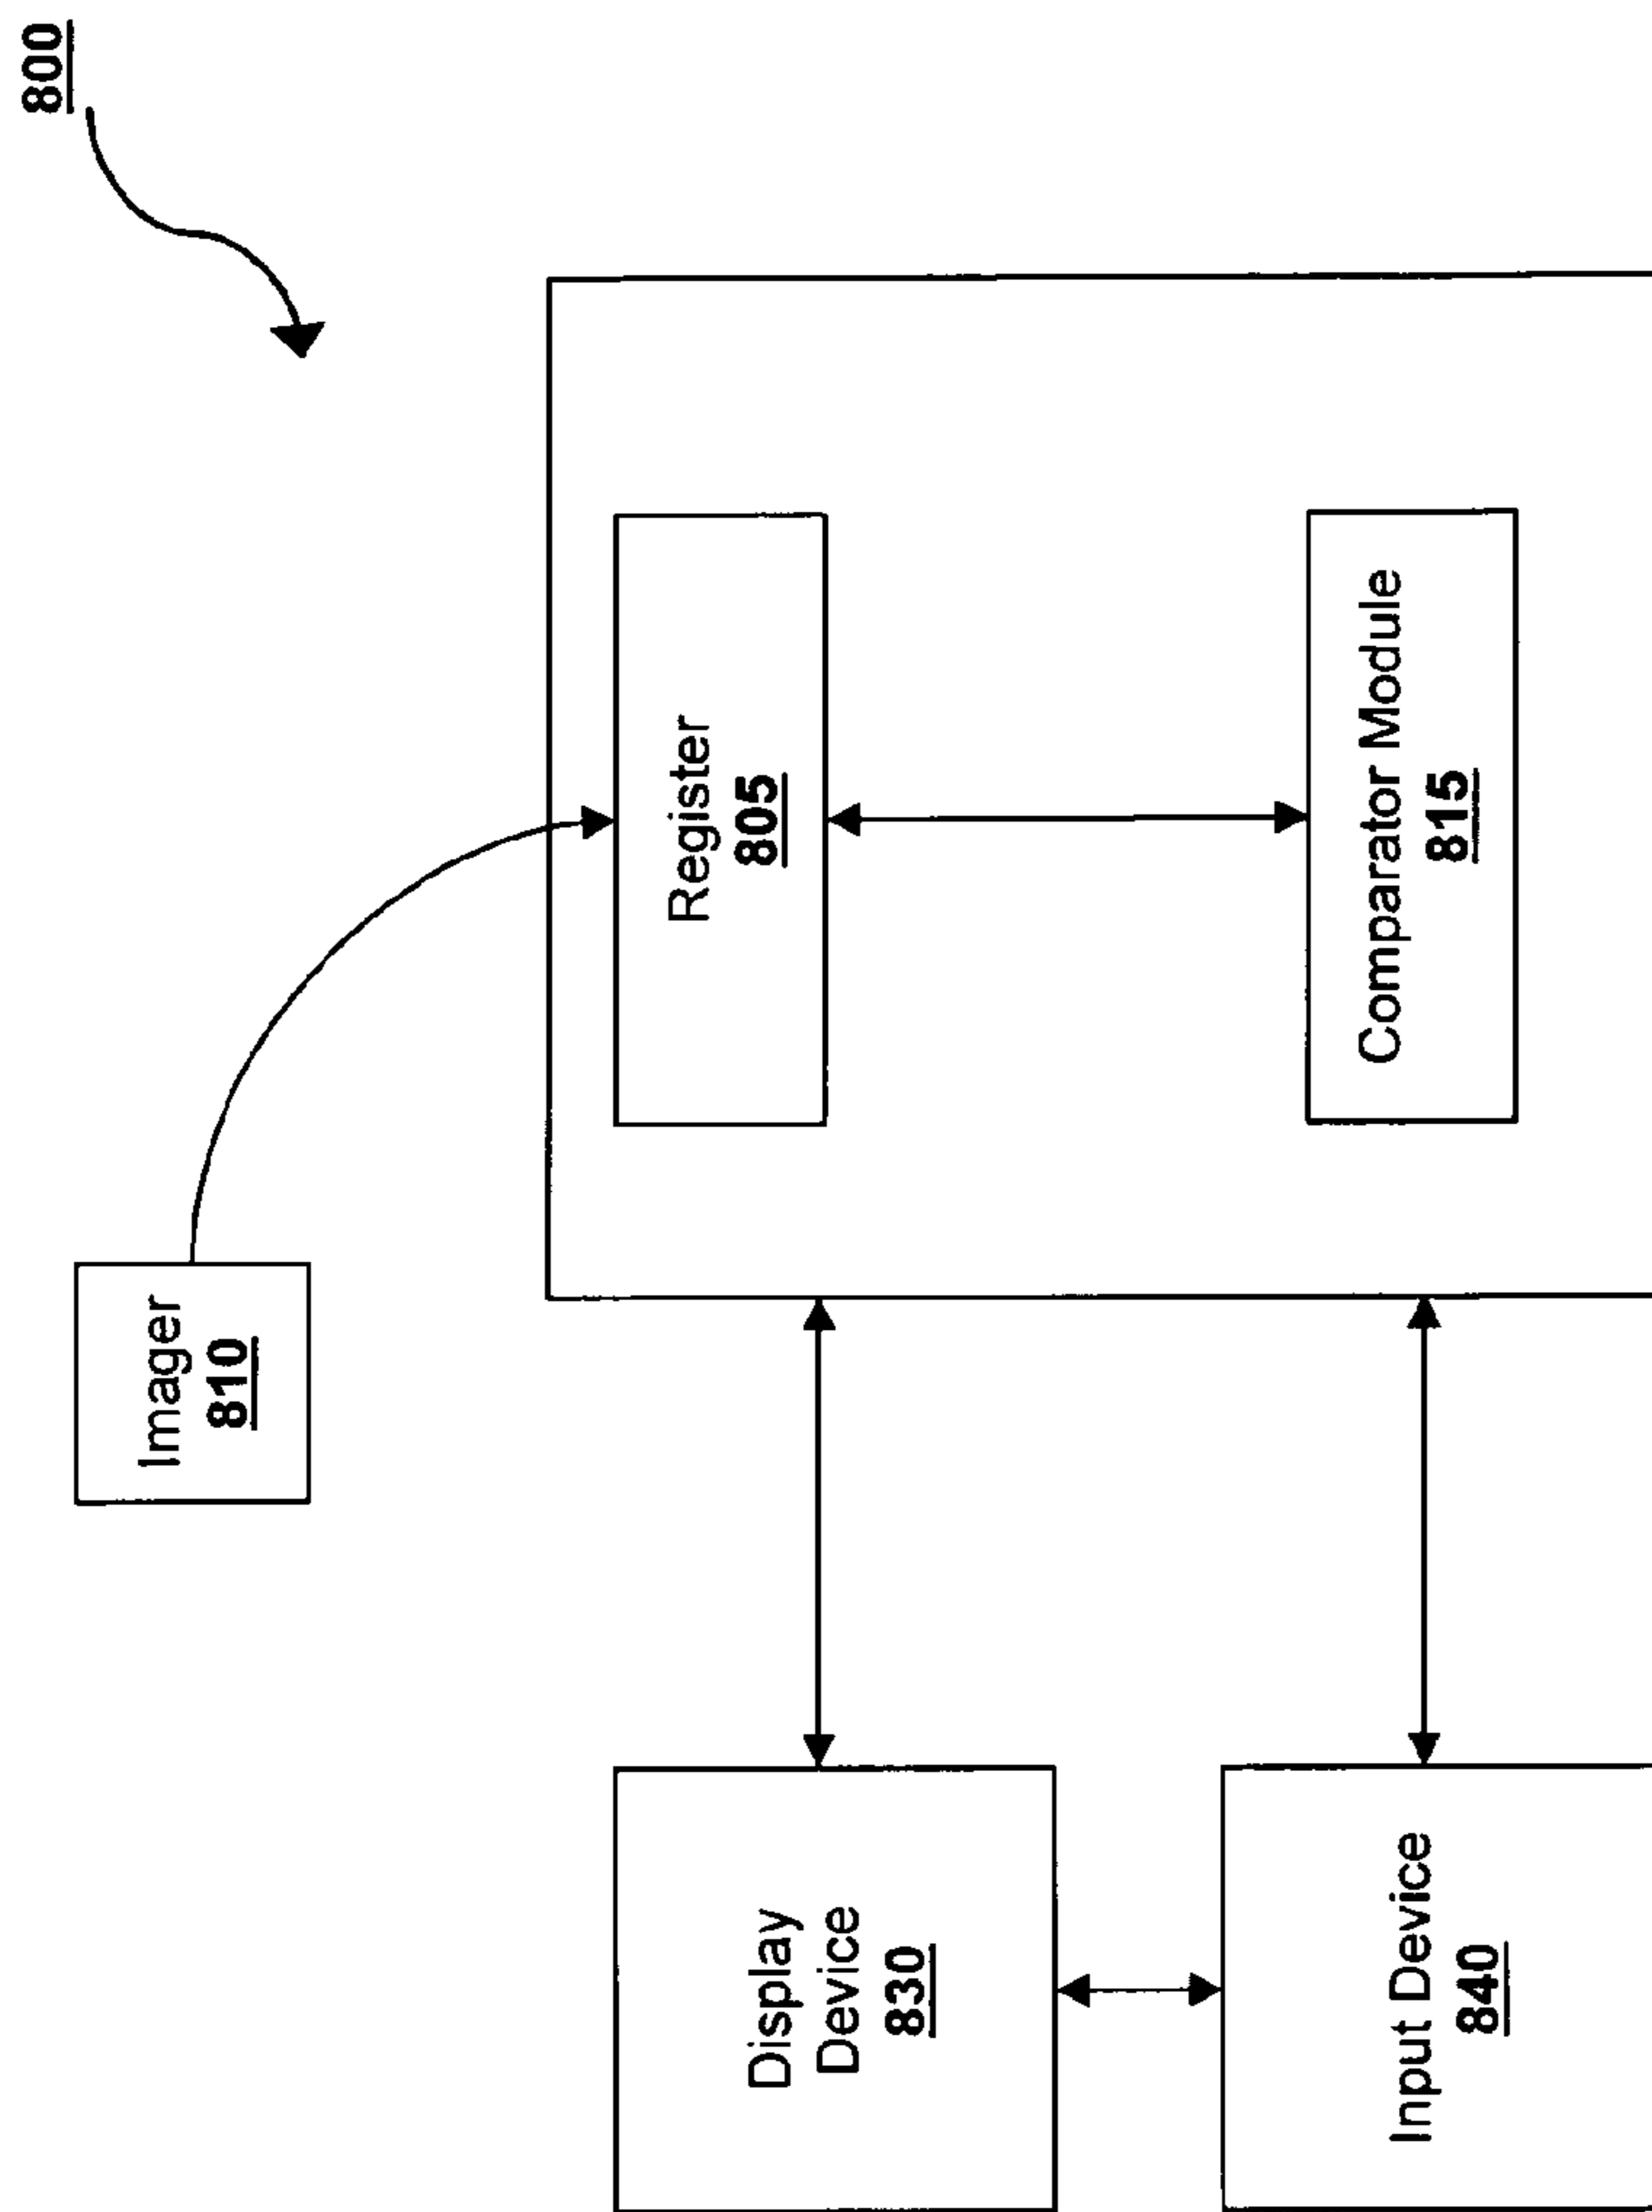 800
Imager
810
Register
805
Comparator Module
815
Display
Device
830
Input Device
840